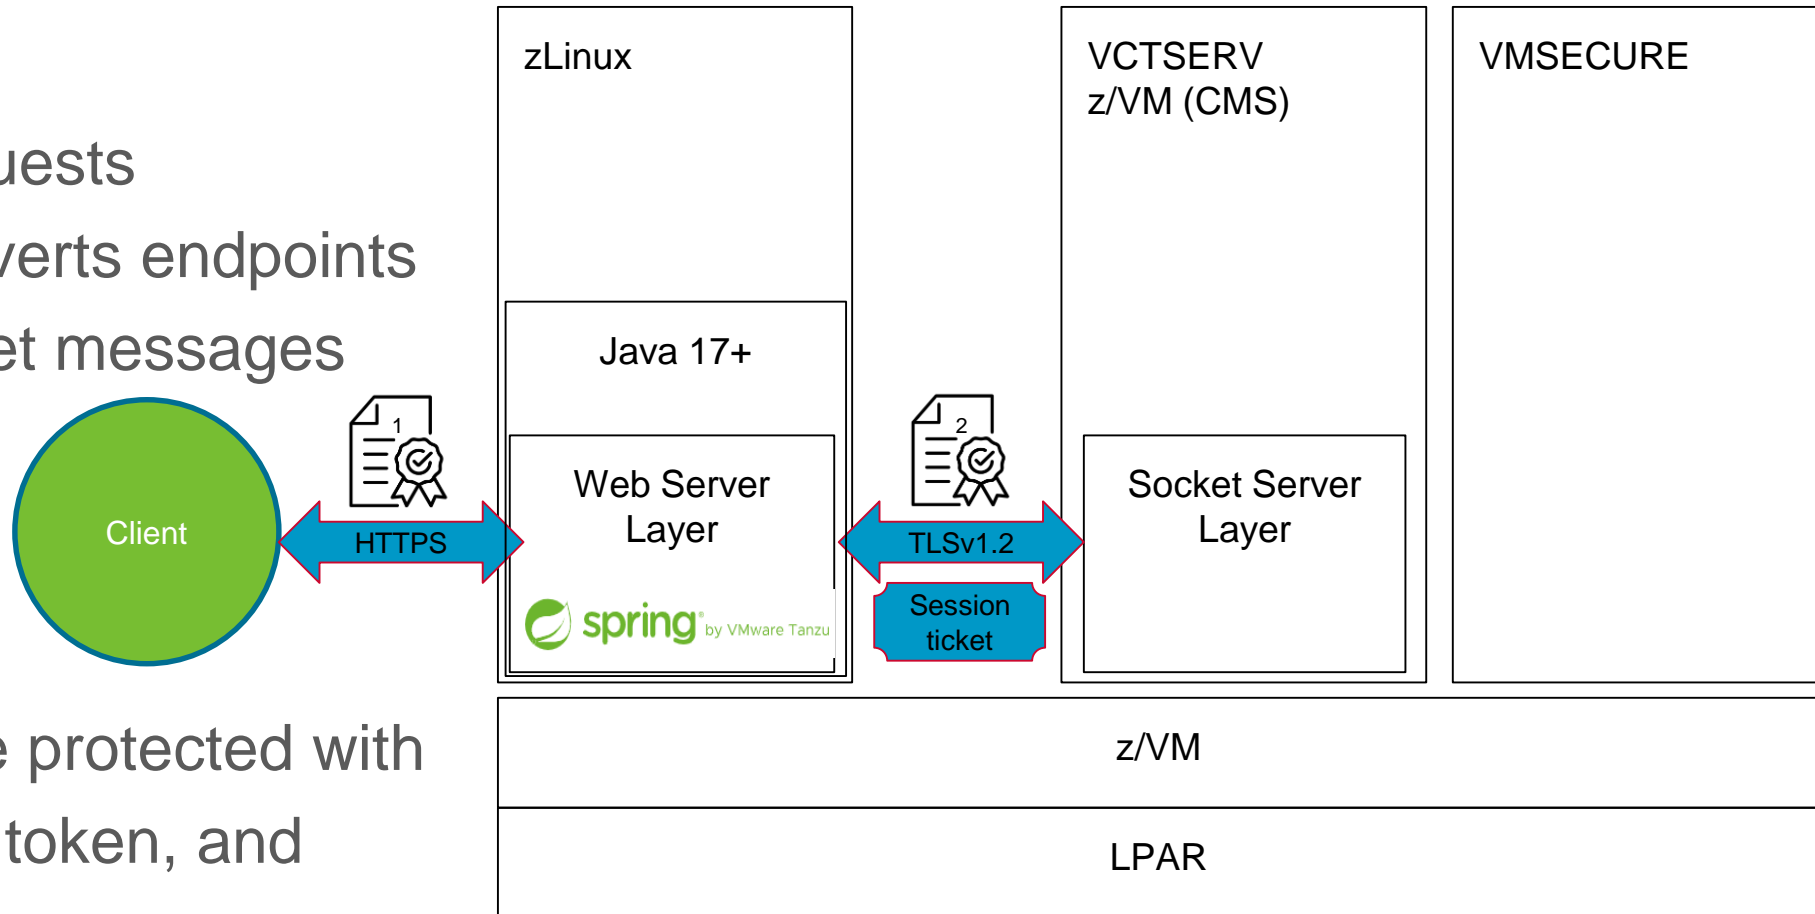 zLinux
VCTSERV
z/VM (CMS)
VMSECURE
uests
verts endpoints
et messages
Java 17+
1
2
Web Server
Layer
Socket Server
Layer
Client
HTTPS
TLSv1.2
spring by VMware Tanzu
Session
ticket
e protected with
token, and
z/VM
LPAR